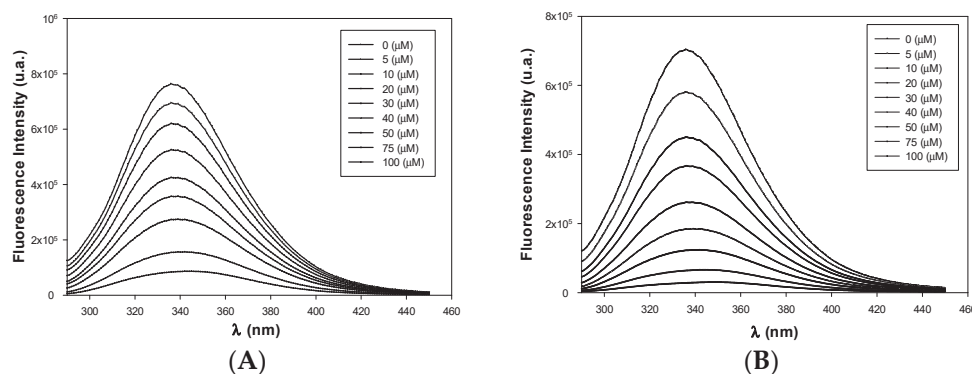 10⁶
8x10⁵
6x10⁵
4x10⁵
2x10⁵
0
Fluorescence Intensity (u.a.)
300 320 340 360 380 400 420 440 460
λ (nm)
0 (μM)
5 (μM)
10 (μM)
20 (μM)
30 (μM)
40 (μM)
50 (μM)
75 (μM)
100 (μM)
(A)
8x10⁵
6x10⁵
4x10⁵
2x10⁵
0
Fluorescence Intensity (u.a.)
300 320 340 360 380 400 420 440 460
λ (nm)
0 (μM)
5 (μM)
10 (μM)
20 (μM)
30 (μM)
40 (μM)
50 (μM)
75 (μM)
100 (μM)
(B)